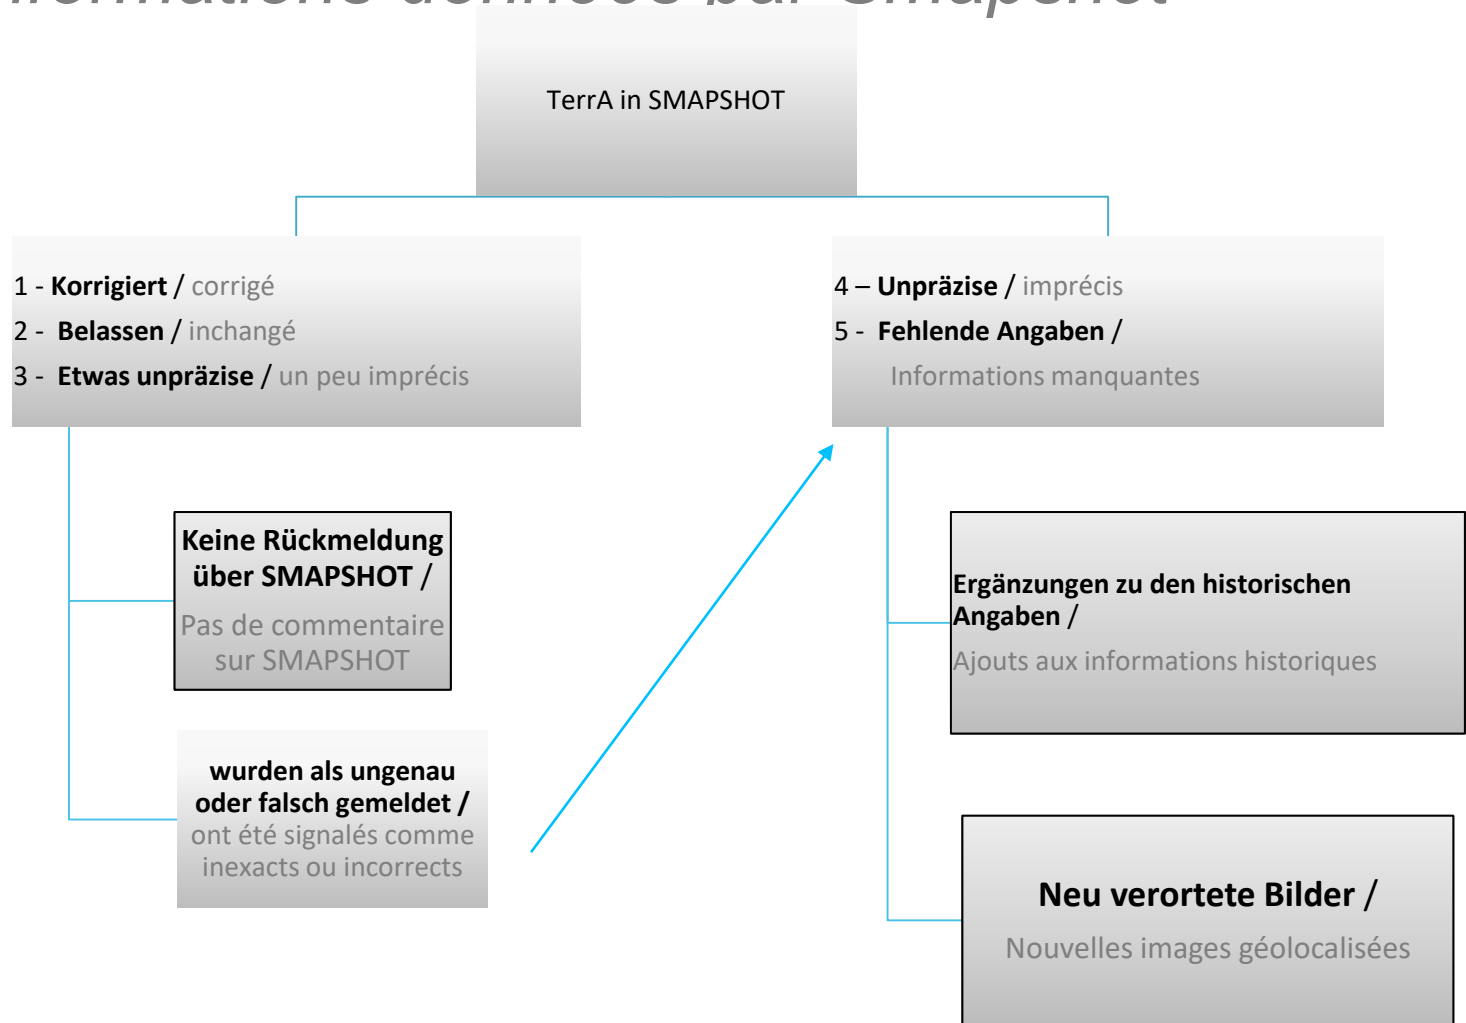 données par Smapshot
TerrA in SMAPSHOT
1 - Korrigiert / corrigé
2 - Belassen / inchangé
3 - Etwas unpräzise / un peu imprécis
4 – Unpräzise / imprécis
5 - Fehlende Angaben /
Informations manquantes
Keine Rückmeldung
über SMAPSHOT /
Pas de commentaire
sur SMAPSHOT
wurden als ungenau
oder falsch gemeldet /
ont été signalés comme
inexacts ou incorrects
Ergänzungen zu den historischen
Angaben /
Ajouts aux informations historiques
Neu verortete Bilder /
Nouvelles images géolocalisées